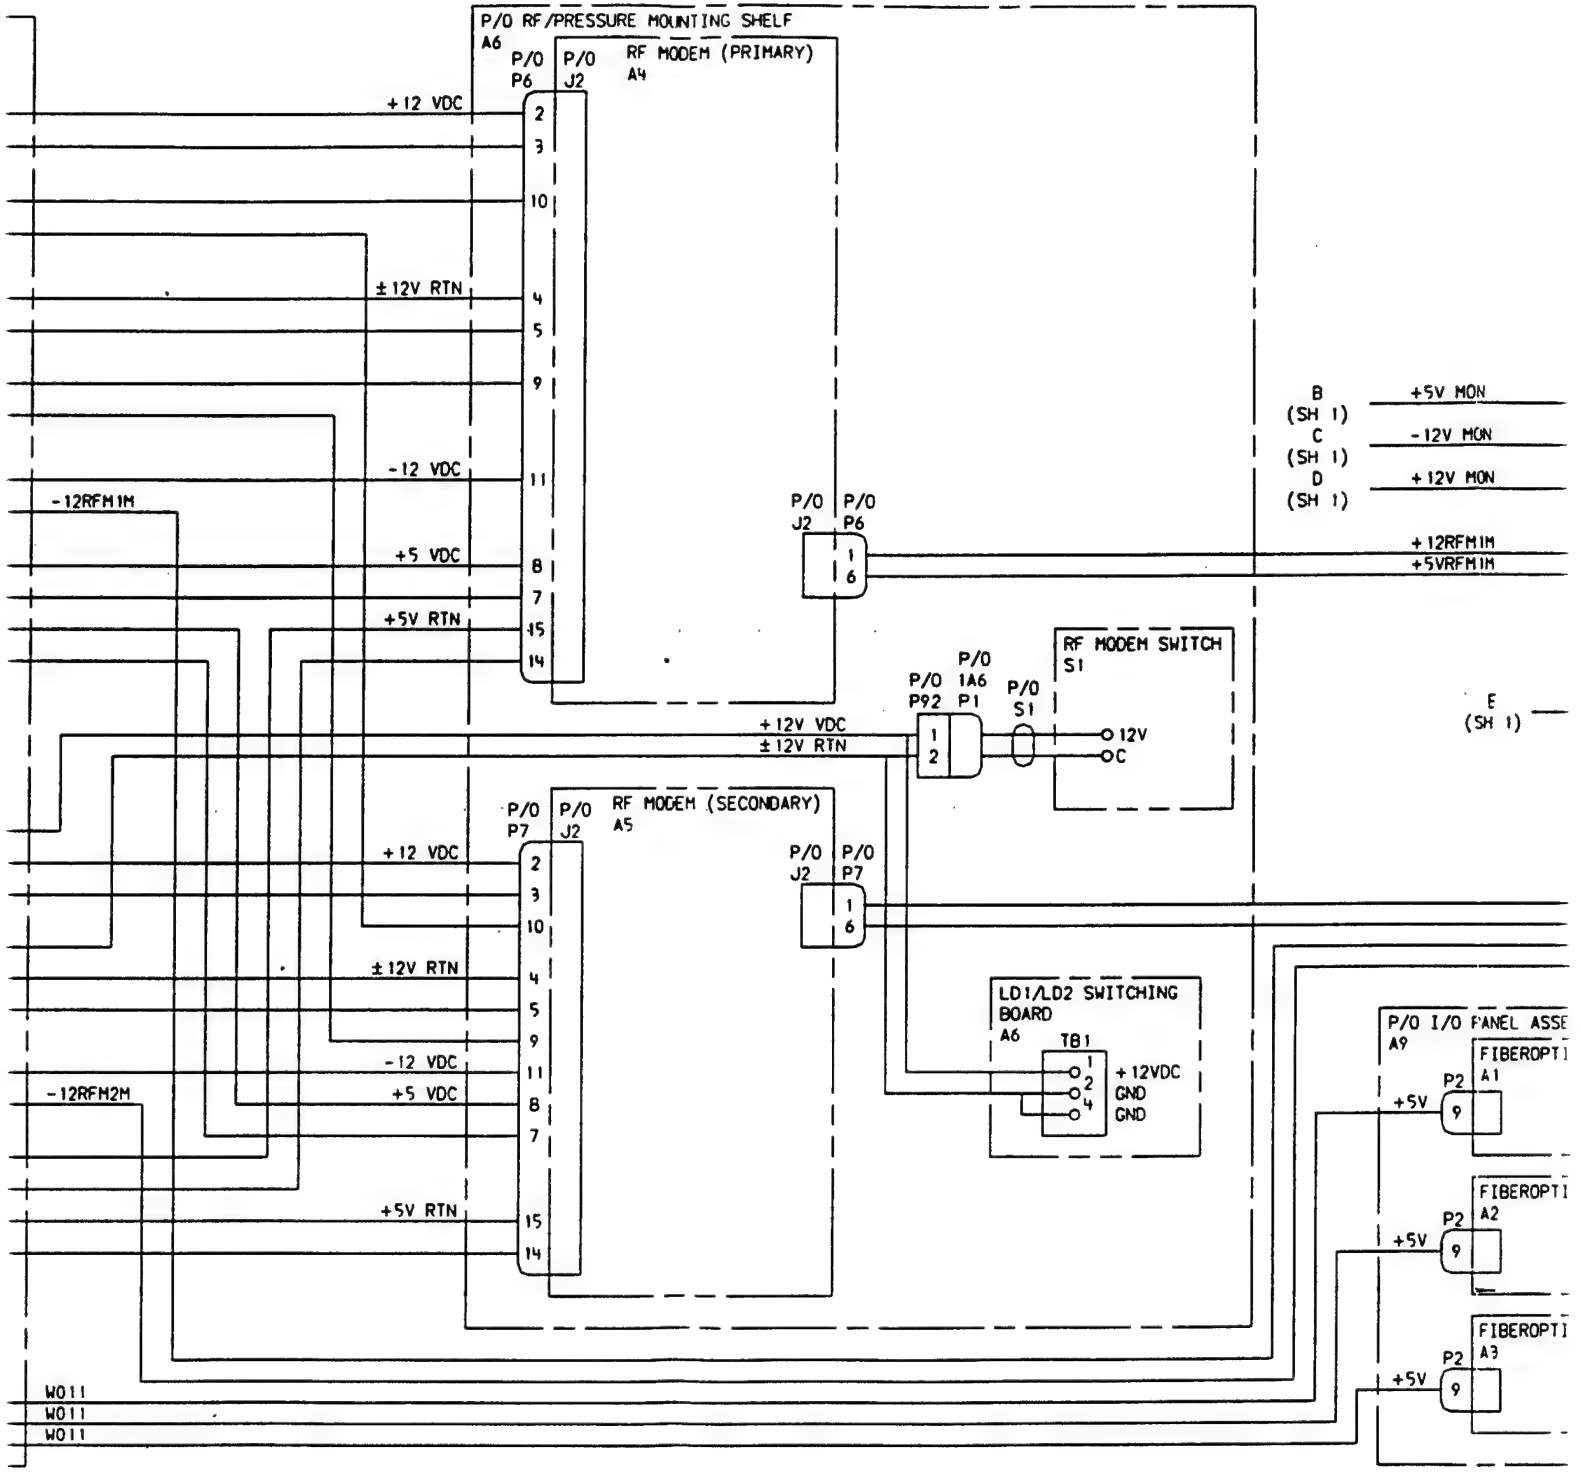 P/O RF/PRESSURE MOUNTING SHELF
A6
P/O P/O
P6 J2
RF MODEM (PRIMARY)
A4
+12 VDC
2
3
10
±12V RTN
4
5
9
-12 VDC
11
-12RFM1M
+5 VDC
8
7
+5V RTN
15
14
P/O P/O
J2 P6
1
6
B
(SH 1)
+5V MON
C
(SH 1)
-12V MON
D
(SH 1)
+12V MON
+12RFM1M
+5VRFM1M
E
(SH 1)
RF MODEM SWITCH
S1
P/O
P92
P/O
1A6
P1
P/O
S1
+12V VDC
±12V RTN
1
2
12V
C
P/O P/O
P7 J2
RF MODEM (SECONDARY)
A5
+12 VDC
2
3
10
±12V RTN
4
5
9
-12 VDC
11
-12RFM2M
+5 VDC
8
7
+5V RTN
15
14
P/O P/O
J2 P7
1
6
LD1/LD2 SWITCHING
BOARD
A6
TB1
1
+12VDC
2
GND
4
GND
P/O I/O PANEL ASSE
A9
FIBEROPTI
A1
P2
+5V
9
FIBEROPTI
A2
P2
+5V
9
FIBEROPTI
A3
P2
+5V
9
W011
W011
W011